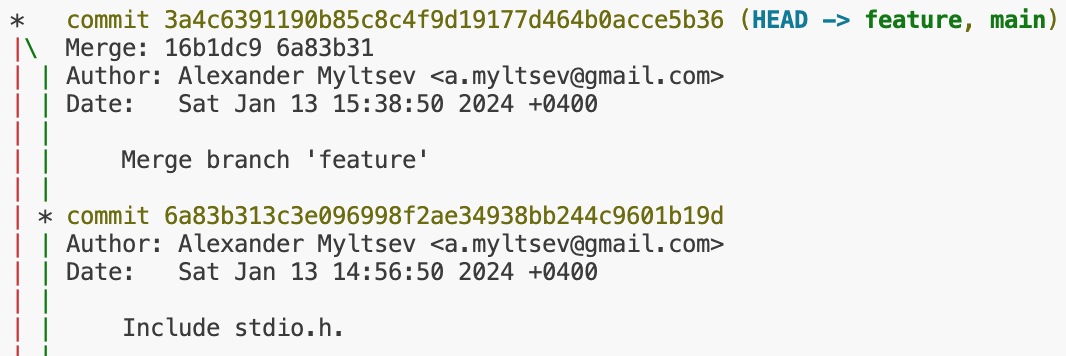 *   commit 3a4c6391190b85c8c4f9d19177d464b0acce5b36 (HEAD -> feature, main)
|\  Merge: 16b1dc9 6a83b31
| | Author: Alexander Myltsev <a.myltsev@gmail.com>
| | Date:   Sat Jan 13 15:38:50 2024 +0400
| |
| |     Merge branch 'feature'
| |
| * commit 6a83b313c3e096998f2ae34938bb244c9601b19d
| | Author: Alexander Myltsev <a.myltsev@gmail.com>
| | Date:   Sat Jan 13 14:56:50 2024 +0400
| |
| |     Include stdio.h.
| |